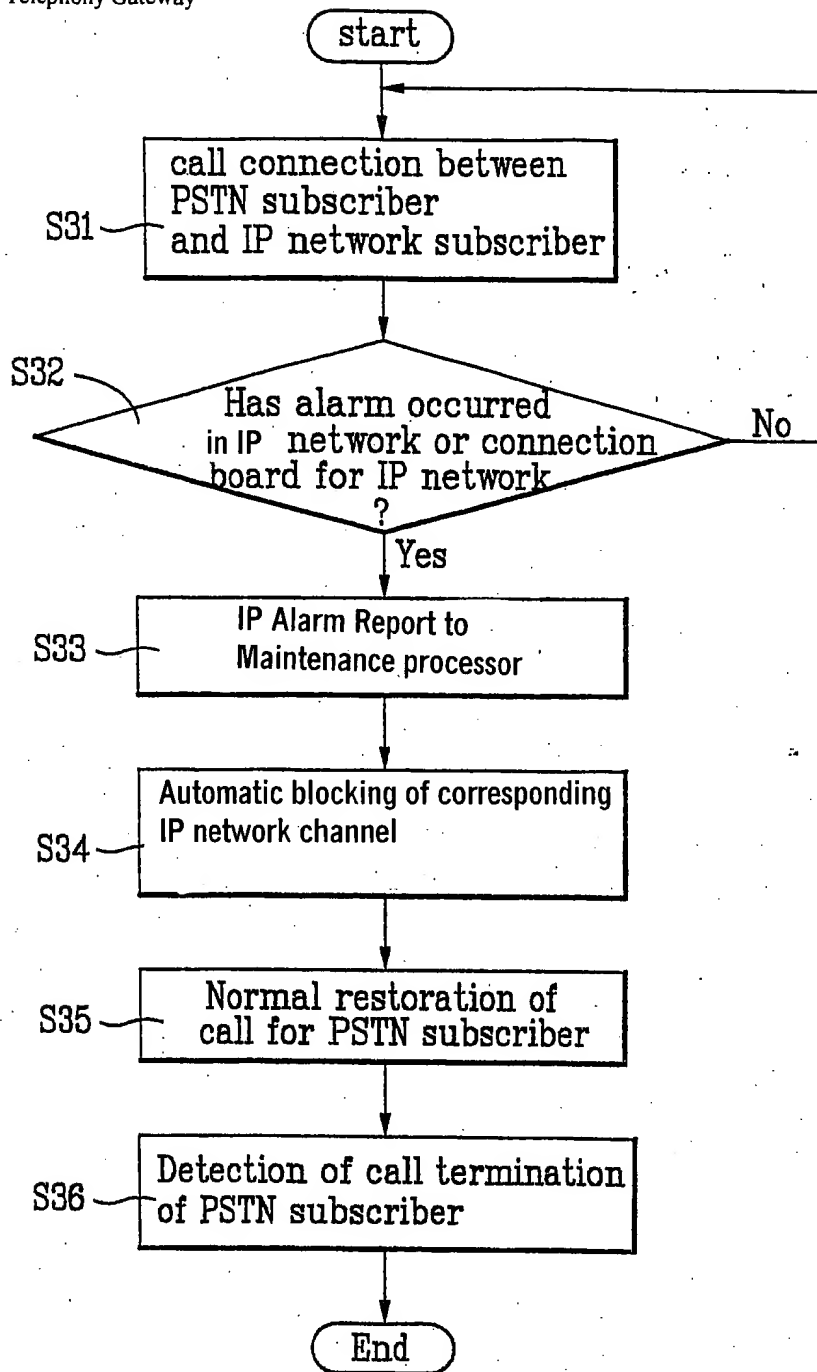 Telephony Gateway
start
call connection between
PSTN subscriber
and IP network subscriber
S31
S32
Has alarm occurred
in IP network or connection
board for IP network
?
No
Yes
IP Alarm Report to
Maintenance processor
S33
Automatic blocking of corresponding
IP network channel
S34
Normal restoration of
call for PSTN subscriber
S35
Detection of call termination
of PSTN subscriber
S36
End